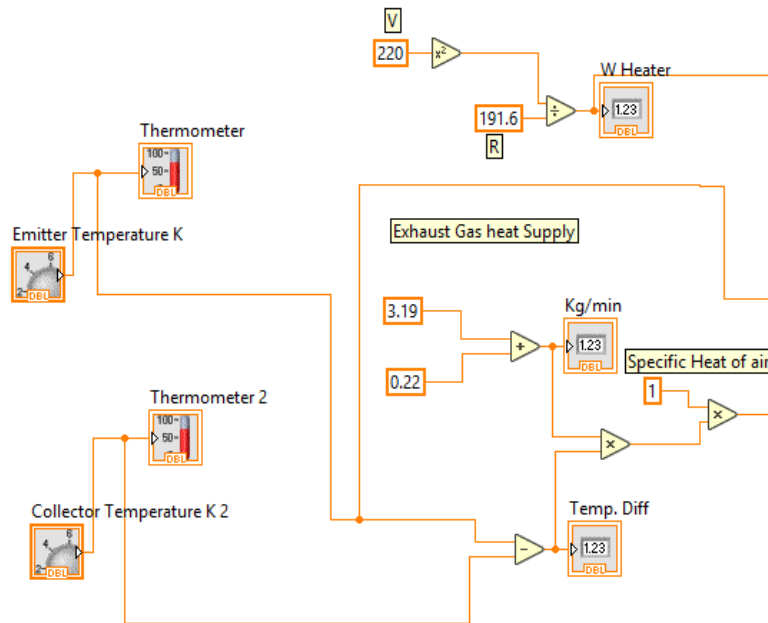 V
220
x²
W Heater
÷
1.23
DBL
191.6
R
Thermometer
100
50
DBL
Emitter Temperature K
6
4
2
DBL
Exhaust Gas heat Supply
3.19
Kg/min
+
1.23
DBL
0.22
Specific Heat of air
1
x
x
Thermometer 2
100
50
DBL
Collector Temperature K 2
6
4
2
DBL
Temp. Diff
-
1.23
DBL